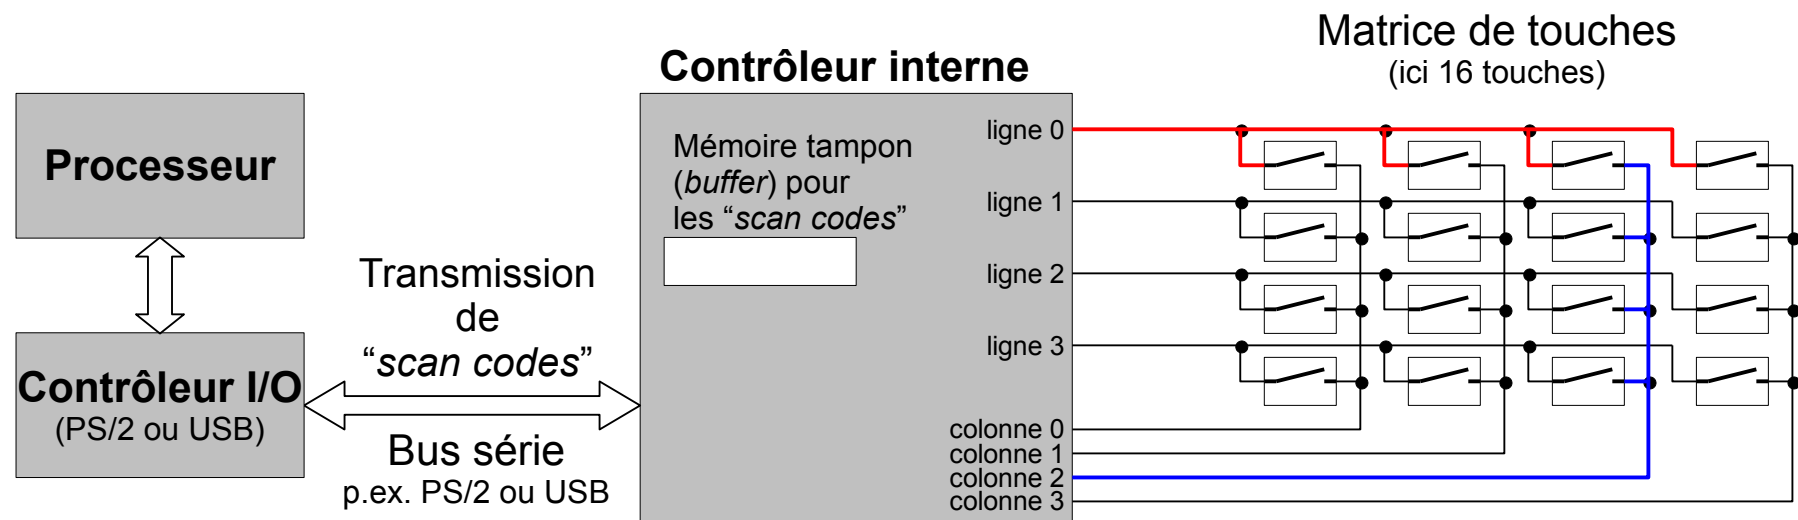 Matrice de touches
(ici 16 touches)
Contrôleur interne
Processeur
Mémoire tampon
(buffer) pour
les “scan codes”
ligne 0
ligne 1
ligne 2
ligne 3
Transmission
de
“scan codes”
Contrôleur I/O
(PS/2 ou USB)
Bus série
p.ex. PS/2 ou USB
colonne 0
colonne 1
colonne 2
colonne 3